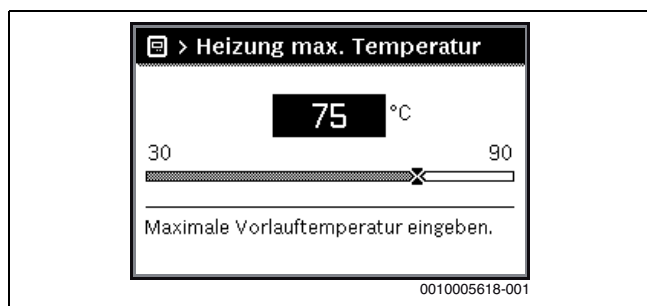 > Heizung max. Temperatur
75 °C
30 90
Maximale Vorlauftemperatur eingeben.
0010005618-001